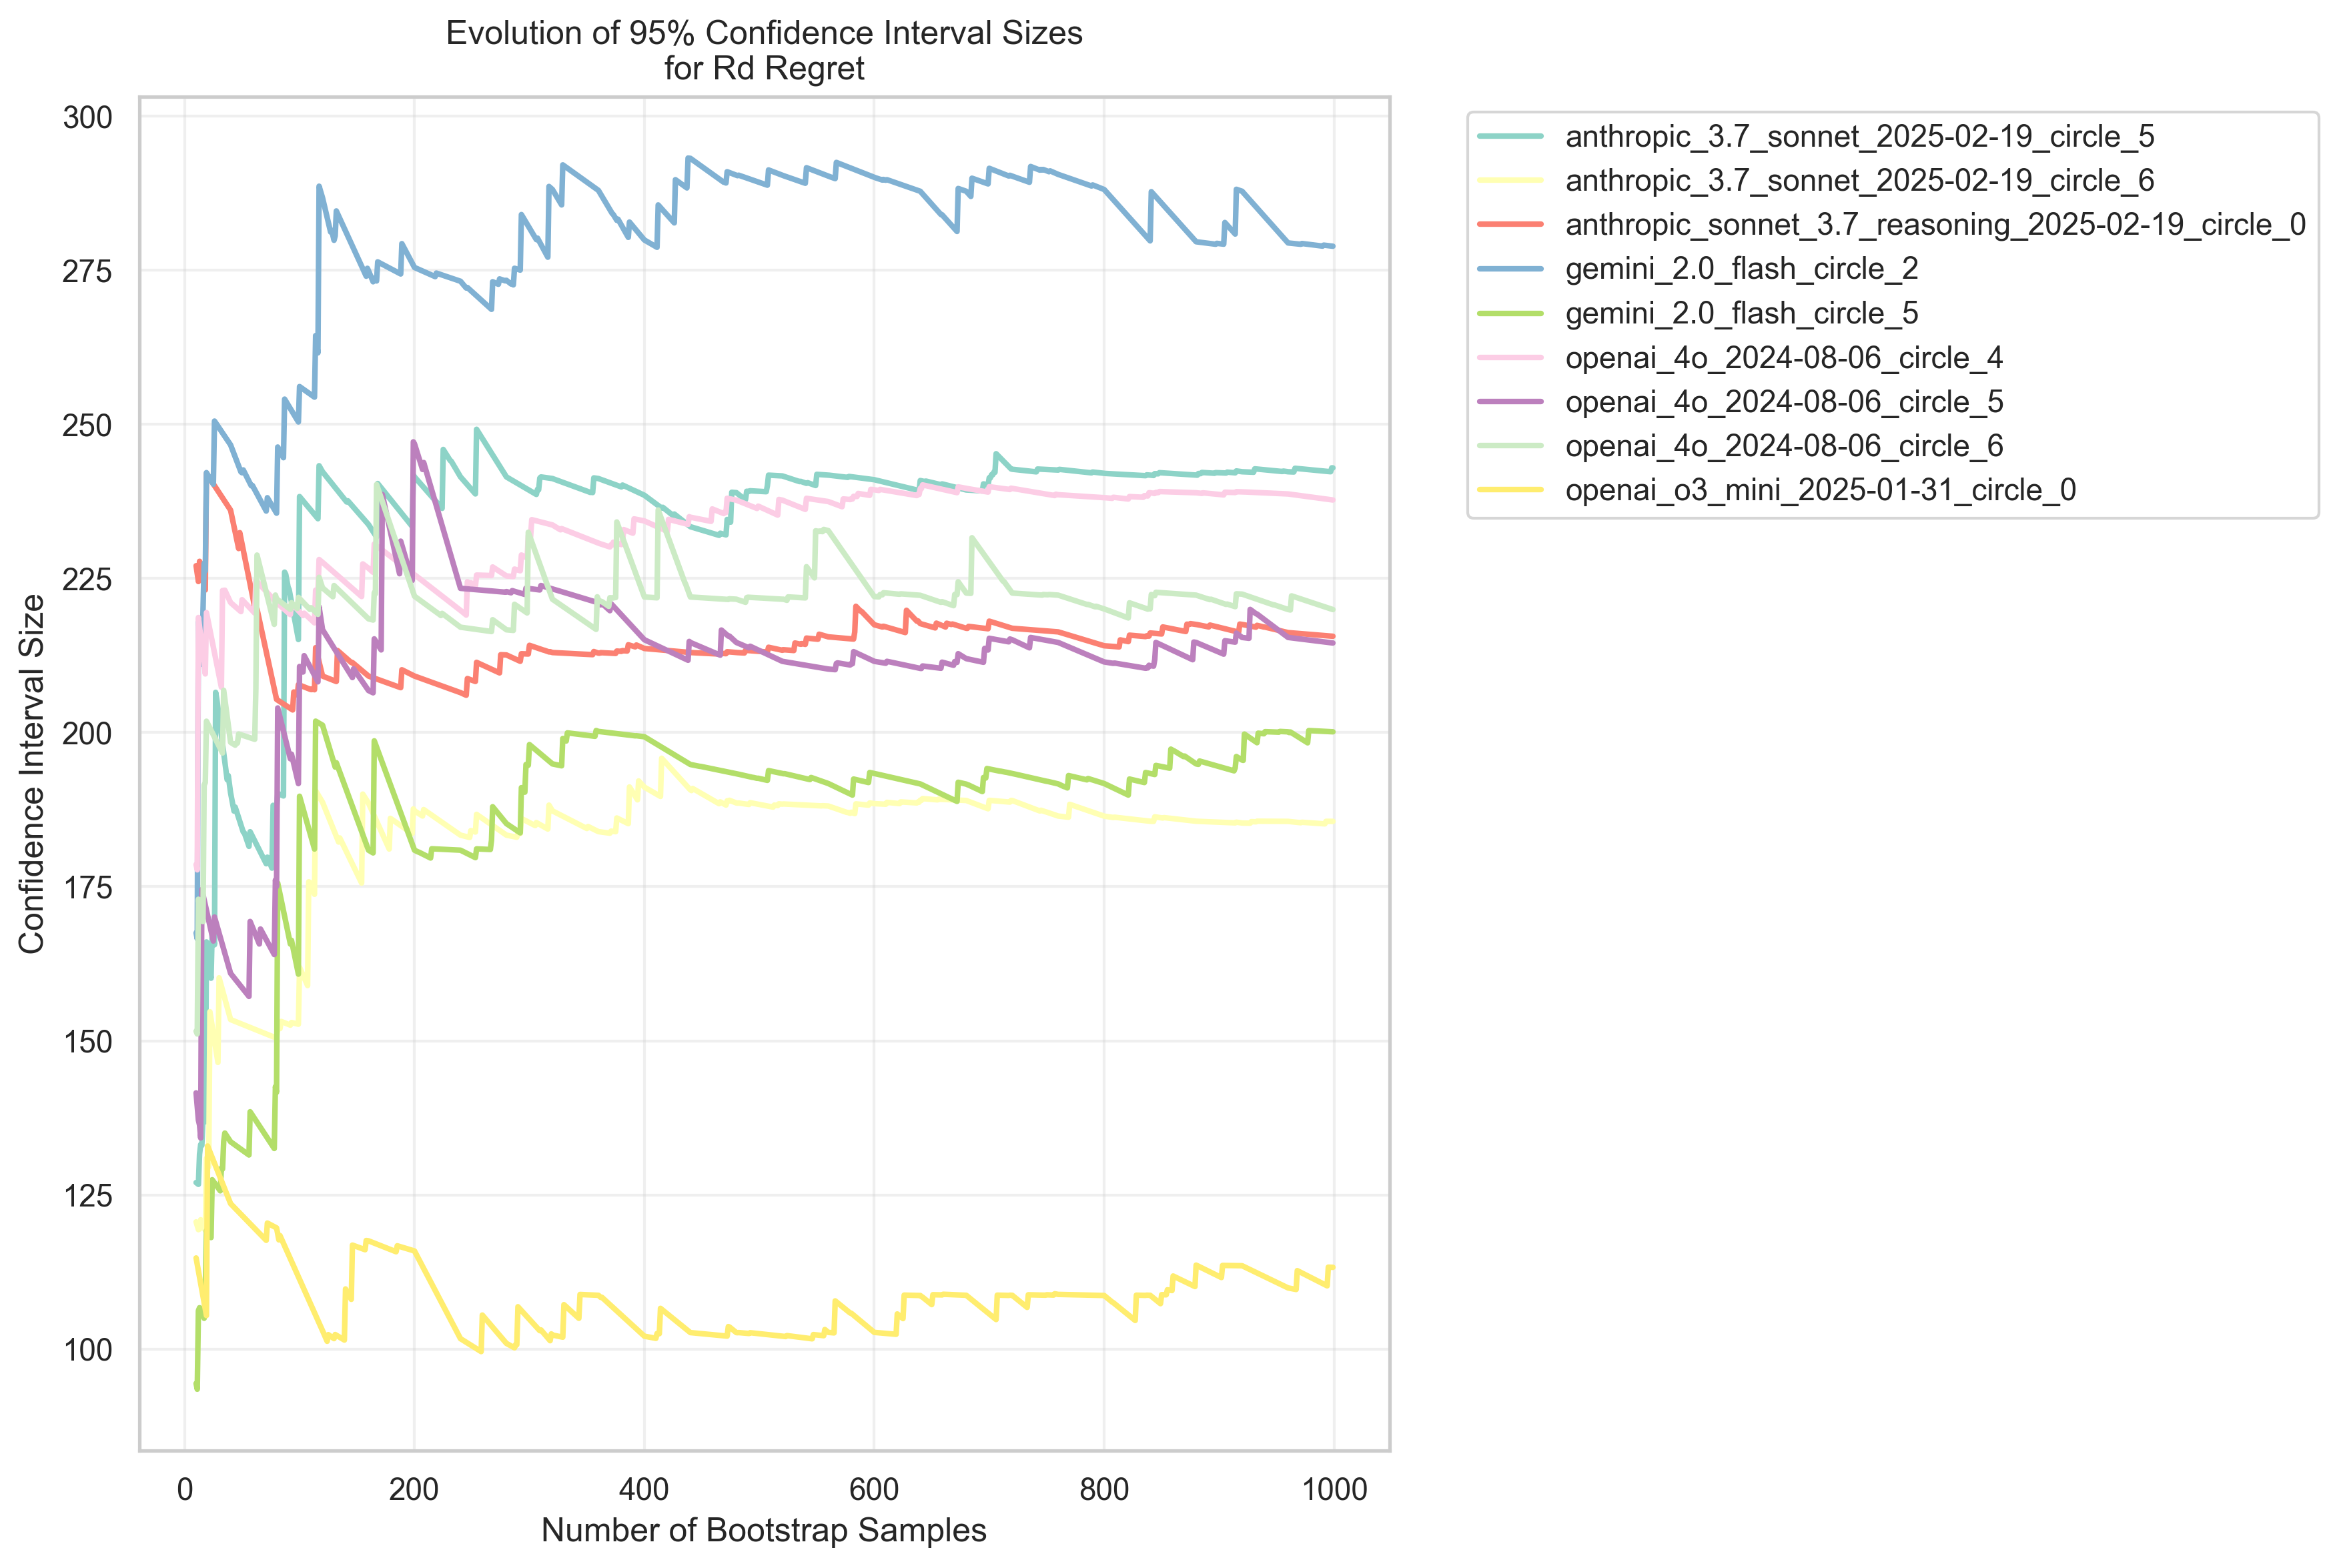 Evolution of 95% Confidence Interval Sizes
for Rd Regret
Confidence Interval Size
300
275
250
225
200
175
150
125
100
0
200
400
600
800
1000
Number of Bootstrap Samples
anthropic_3.7_sonnet_2025-02-19_circle_5
anthropic_3.7_sonnet_2025-02-19_circle_6
anthropic_sonnet_3.7_reasoning_2025-02-19_circle_0
gemini_2.0_flash_circle_2
gemini_2.0_flash_circle_5
openai_4o_2024-08-06_circle_4
openai_4o_2024-08-06_circle_5
openai_4o_2024-08-06_circle_6
openai_o3_mini_2025-01-31_circle_0